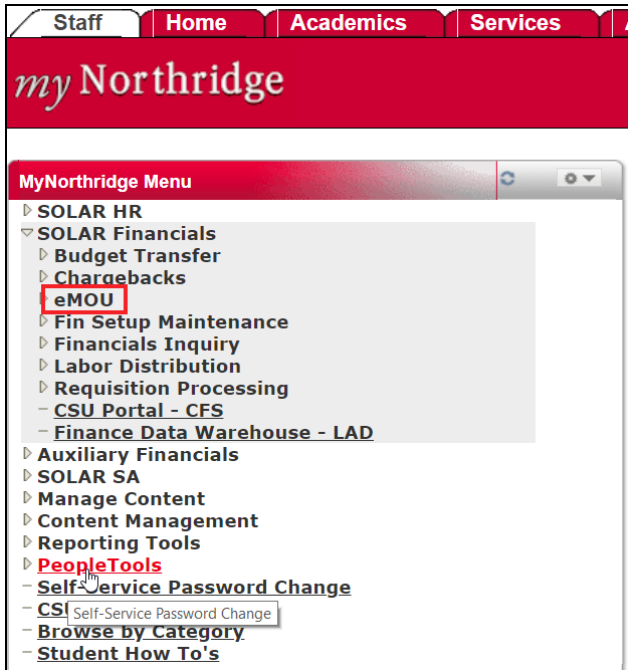 Staff Home Academics Services
my Northridge
MyNorthridge Menu
SOLAR HR
SOLAR Financials
Budget Transfer
Chargebacks
eMOU
Fin Setup Maintenance
Financials Inquiry
Labor Distribution
Requisition Processing
CSU Portal - CFS
Finance Data Warehouse - LAD
Auxiliary Financials
SOLAR SA
Manage Content
Content Management
Reporting Tools
PeopleTools
Self-Service Password Change
Self-Service Password Change
Browse by Category
Student How To's